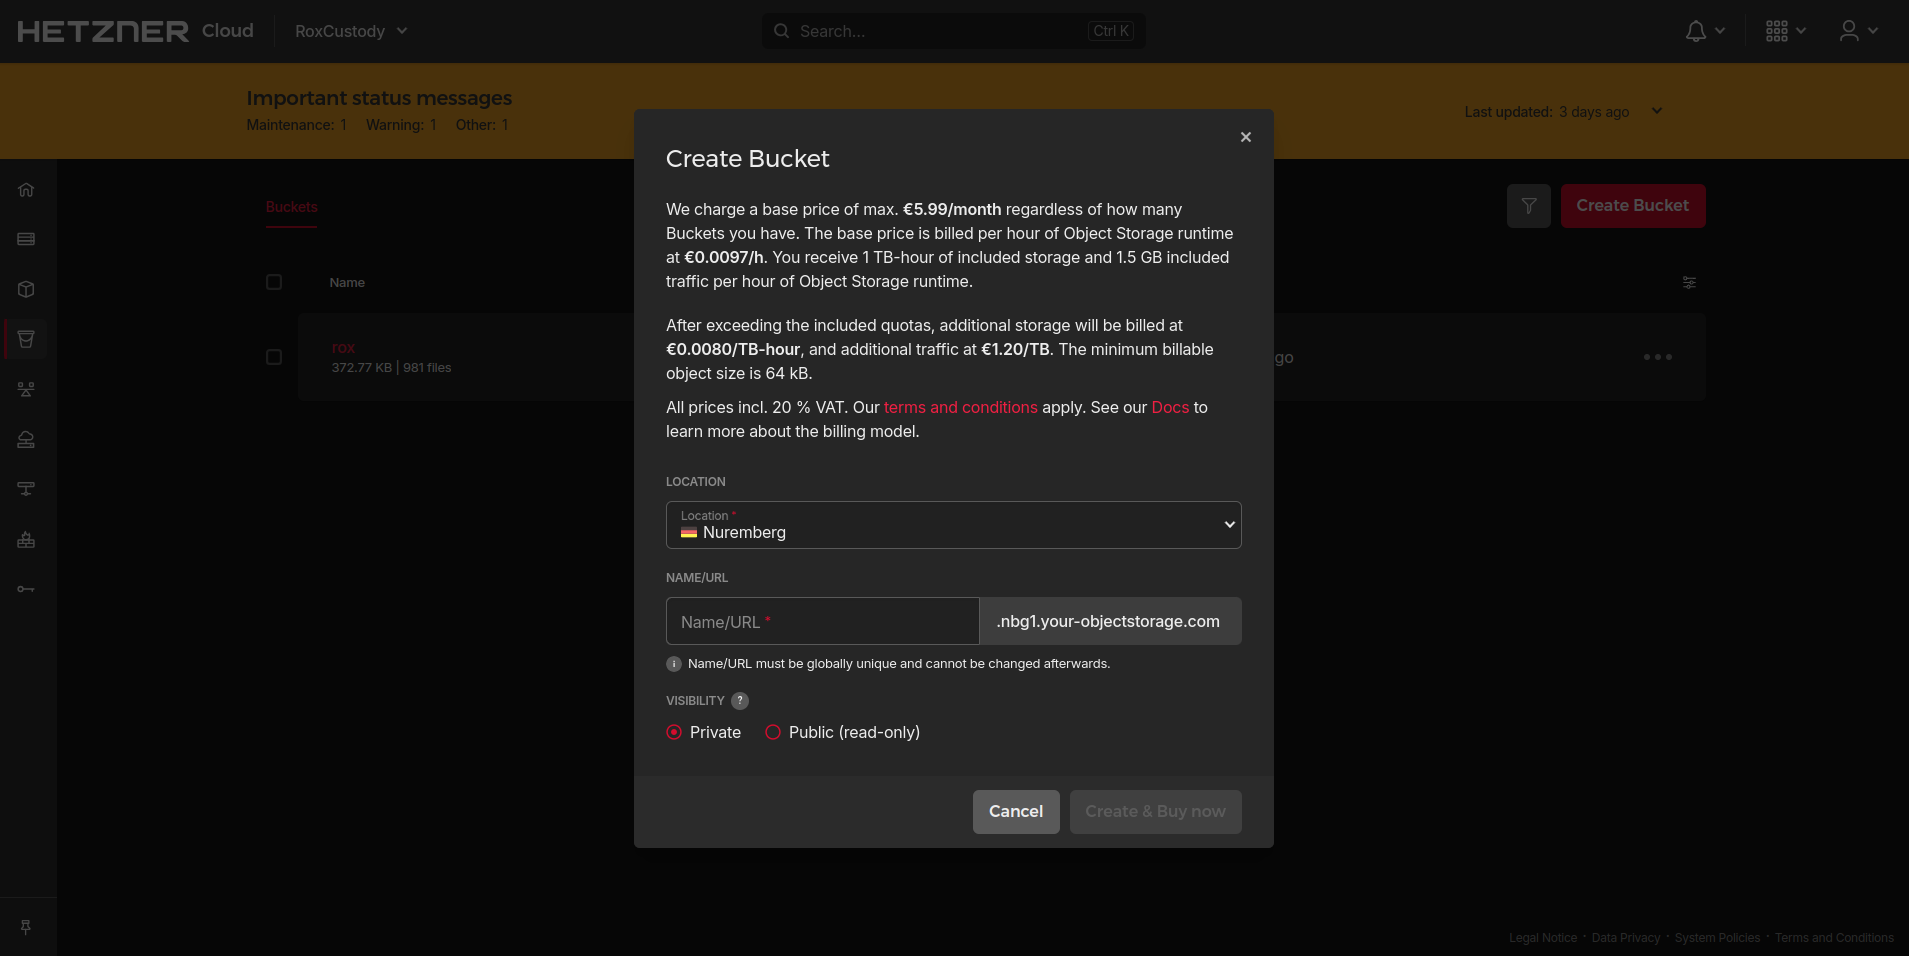 HETZNER Cloud
RoxCustody
Search...
Ctrl K
Important status messages
Maintenance: 1 Warning: 1 Other: 1
Last updated: 3 days ago
Buckets
Create Bucket
Name
rox
372.77 KB | 981 files
go
Create Bucket
We charge a base price of max. €5.99/month regardless of how many
Buckets you have. The base price is billed per hour of Object Storage runtime
at €0.0097/h. You receive 1 TB-hour of included storage and 1.5 GB included
traffic per hour of Object Storage runtime.
After exceeding the included quotas, additional storage will be billed at
€0.0080/TB-hour, and additional traffic at €1.20/TB. The minimum billable
object size is 64 kB.
All prices incl. 20 % VAT. Our terms and conditions apply. See our Docs to
learn more about the billing model.
LOCATION
Location *
Nuremberg
NAME/URL
Name/URL *
.nbg1.your-objectstorage.com
Name/URL must be globally unique and cannot be changed afterwards.
VISIBILITY ?
Private
Public (read-only)
Cancel
Create & Buy now
Legal Notice · Data Privacy · System Policies · Terms and Conditions